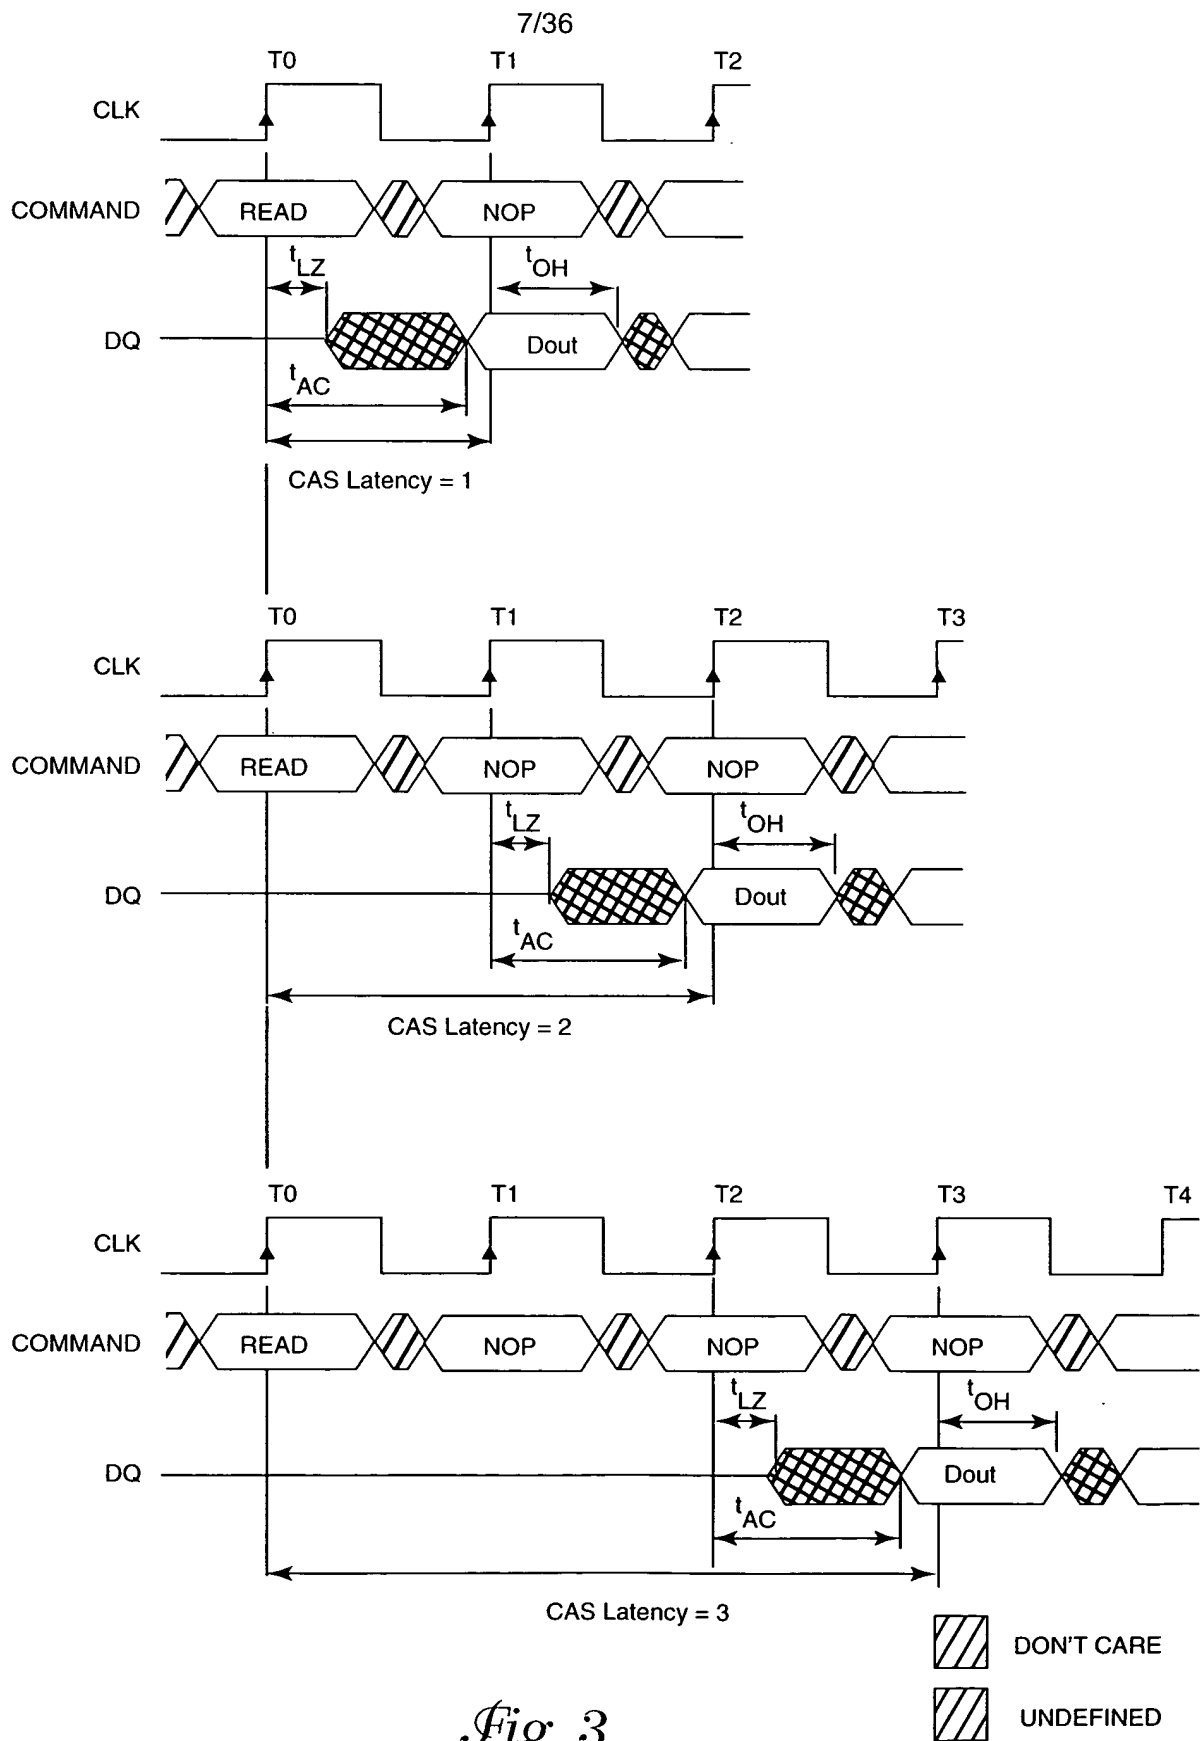 7/36
T0 T1 T2
CLK
COMMAND READ NOP
tLZ tOH
DQ Dout
tAC
CAS Latency = 1
T0 T1 T2 T3
CLK
COMMAND READ NOP NOP
tLZ tOH
DQ Dout
tAC
CAS Latency = 2
T0 T1 T2 T3 T4
CLK
COMMAND READ NOP NOP NOP
tLZ tOH
DQ Dout
tAC
CAS Latency = 3
DON'T CARE
UNDEFINED
Fig 3